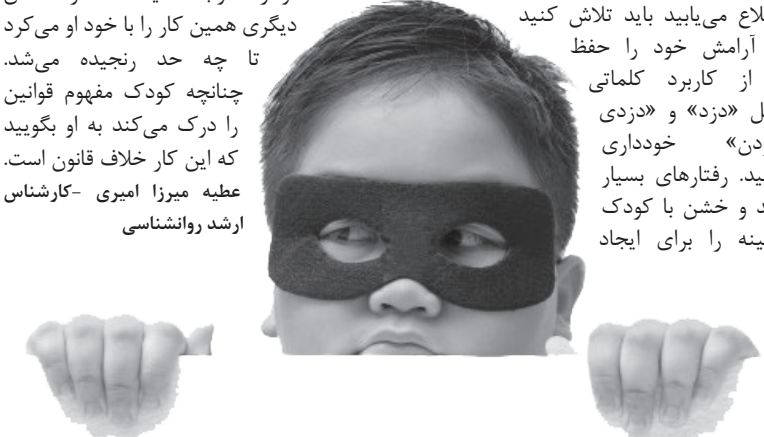 می‌یابید باید تلاش کنید
آرامش خود را حفظ
از کاربرد کلماتی
«دزد» و «دزدی
خودداری
رفتارهای بسیار
و خشن با کودک
را برای ایجاد
دیگری همین کار را با خود او می‌کرد
تا چه حد رنجیده می‌شد.
چنانچه کودک مفهوم قوانین
را درک می‌کند به او بگویید
که این کار خلاف قانون است.
عطیه میرزا امیری -کارشناس
ارشد روانشناسی